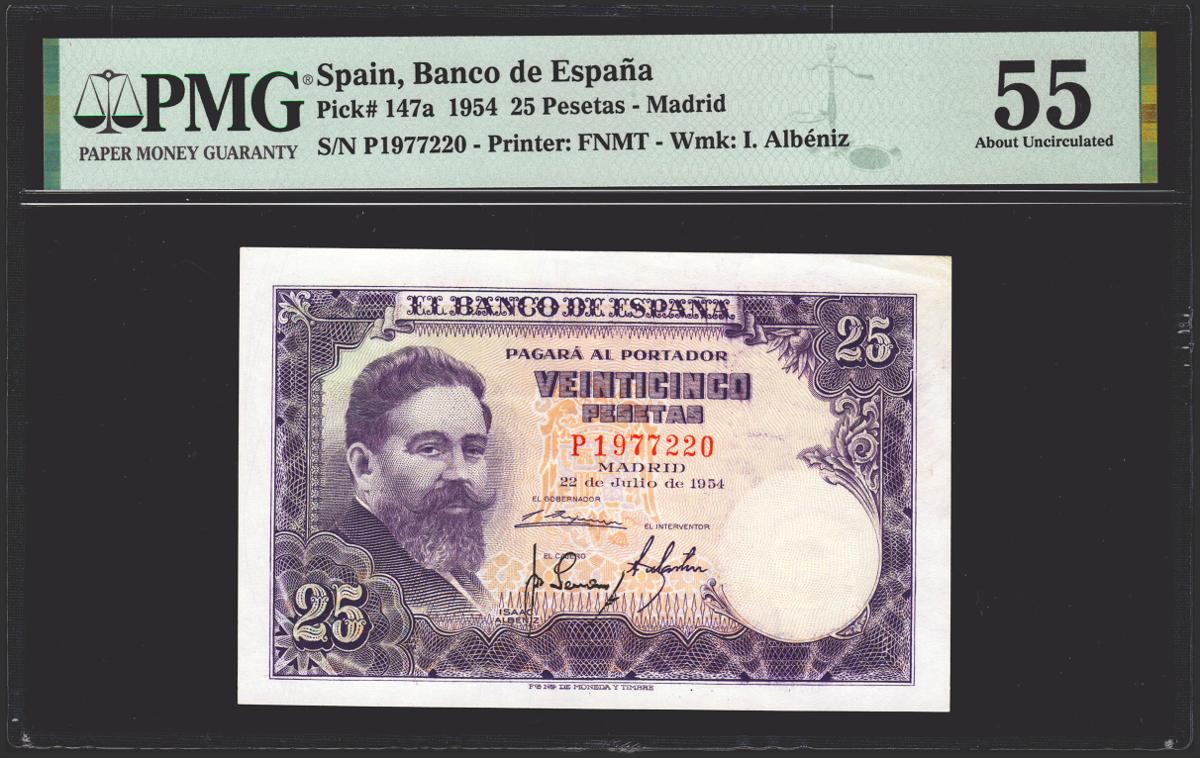 PMG®
PAPER MONEY GUARANTY
Spain, Banco de España
Pick# 147a 1954 25 Pesetas - Madrid
S/N P1977220 - Printer: FNMT - Wmk: I. Albéniz
55
About Uncirculated
EL BANCO DE ESPAÑA
25
PAGARÁ AL PORTADOR
VEINTICINCO
PESETAS
P1977220
MADRID
22 de Julio de 1954
EL GOBERNADOR
EL INTERVENTOR
EL CAJERO
ISAAC
ALBÉNIZ
25
Fca Nal DE MONEDA Y TIMBRE